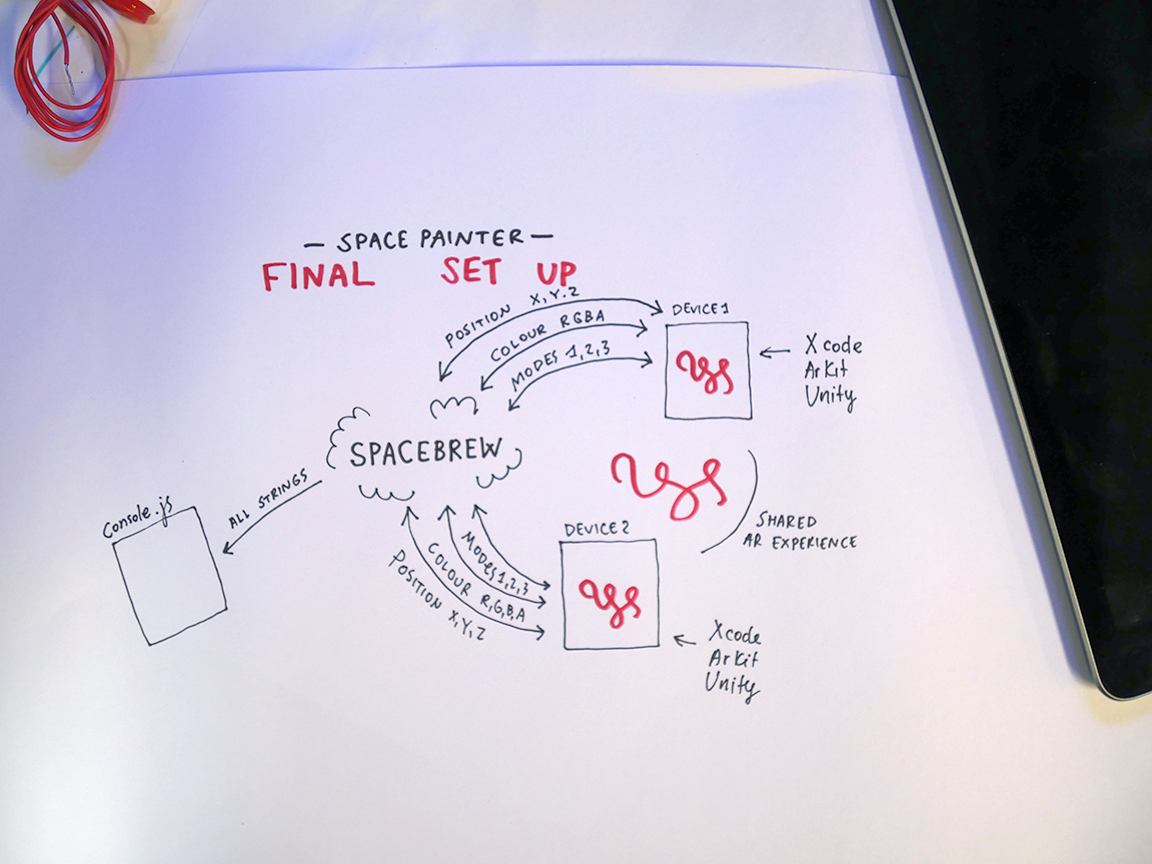 — SPACE PAINTER —
FINAL SET UP
POSITION X,Y.Z
COLOUR RGBA
MODES 1,2,3
DEVICE 1
X code
ArKit
Unity
SPACEBREW
ALL STRINGS
Console.js
SHARED
AR EXPERIENCE
DEVICE 2
MODES 1,2,3
COLOUR R,G,B,A
POSITION X,Y,Z
Xcode
ArKit
Unity